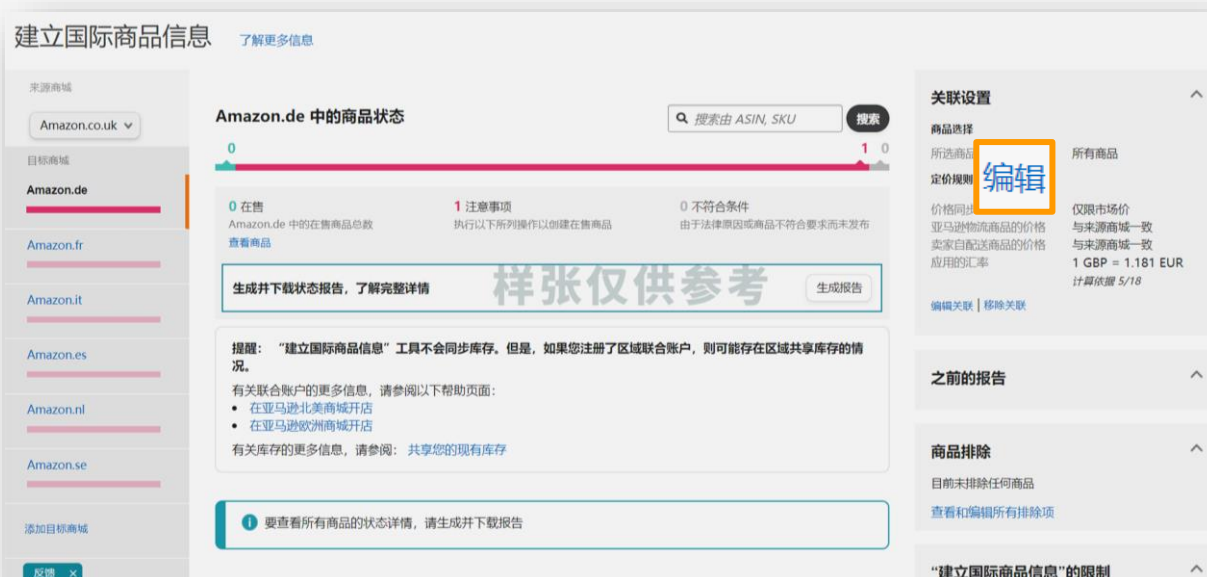 建立国际商品信息 了解更多信息
来源商城
Amazon.co.uk
目标商城
Amazon.de
Amazon.fr
Amazon.it
Amazon.es
Amazon.nl
Amazon.se
添加目标商城
反馈 ×
Amazon.de 中的商品状态
搜索由 ASIN, SKU 搜索
0 1 0
0 在售
Amazon.de 中的在售商品总数
查看商品
1 注意事项
执行以下所列操作以创建在售商品
0 不符合条件
由于法律原因或商品不符合要求而未发布
生成并下载状态报告，了解完整详情 生成报告
样张仅供参考
提醒： “建立国际商品信息”工具不会同步库存。但是，如果您注册了区域联合账户，则可能存在区域共享库存的情
况。
有关联合账户的更多信息，请参阅以下帮助页面：
• 在亚马逊北美商城开店
• 在亚马逊欧洲商城开店
有关库存的更多信息，请参阅： 共享您的现有库存
要查看所有商品的状态详情，请生成并下载报告
关联设置
商品选择
所选商品 所有商品
定价规则 编辑
价格同步 仅限市场价
亚马逊物流商品的价格 与来源商城一致
卖家自配送商品的价格 与来源商城一致
应用的汇率 1 GBP = 1.181 EUR
计算依据 5/18
编辑关联 | 移除关联
之前的报告
商品排除
目前未排除任何商品
查看和编辑所有排除项
“建立国际商品信息”的限制